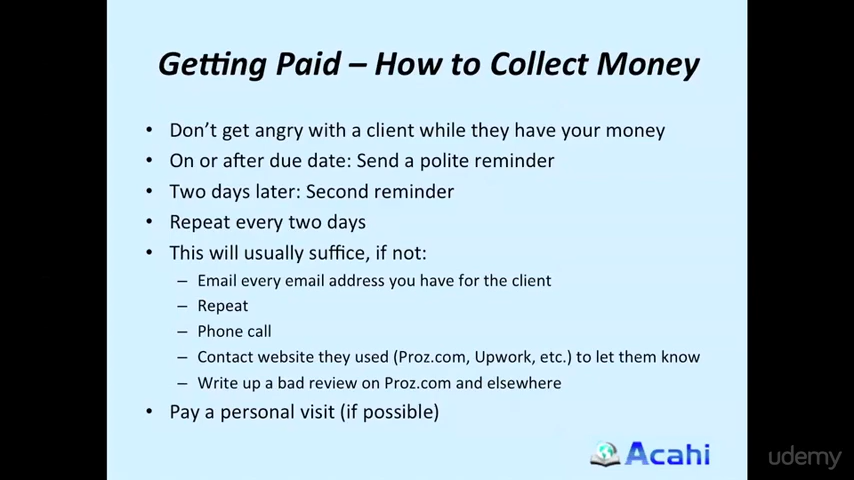 Getting Paid – How to Collect Money
• Don't get angry with a client while they have your money
• On or after due date: Send a polite reminder
• Two days later: Second reminder
• Repeat every two days
• This will usually suffice, if not:
– Email every email address you have for the client
– Repeat
– Phone call
– Contact website they used (Proz.com, Upwork, etc.) to let them know
– Write up a bad review on Proz.com and elsewhere
• Pay a personal visit (if possible)
Acahi
udemy